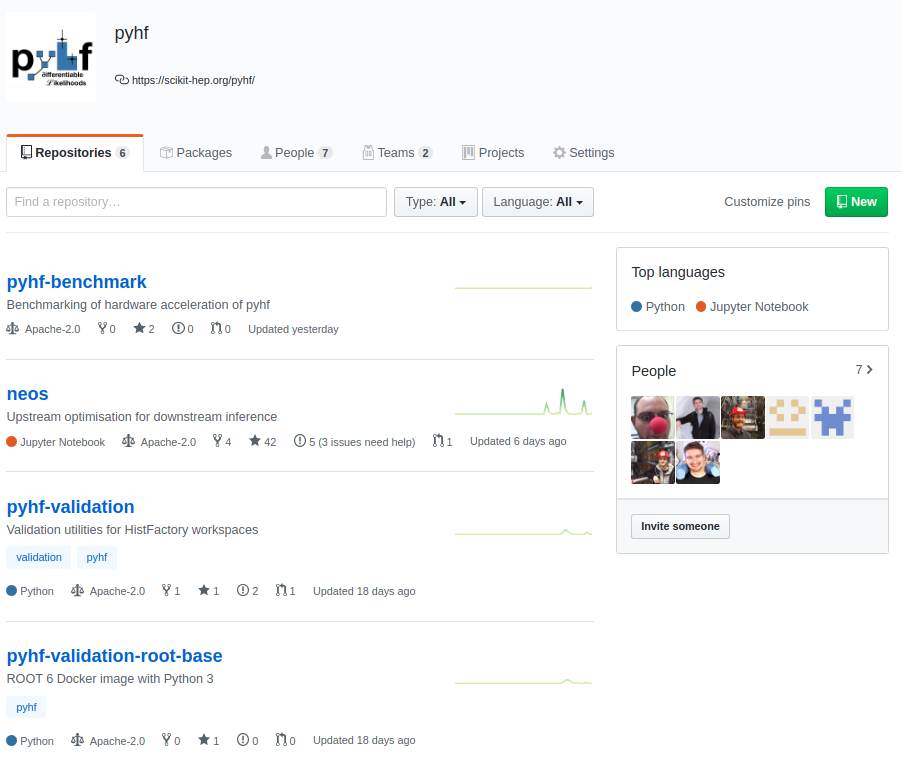 pyhf
pyhf
differentiable
Likelihoods
https://scikit-hep.org/pyhf/
Repositories 6 Packages People 7 Teams 2 Projects Settings
Find a repository… Type: All Language: All Customize pins New
pyhf-benchmark
Benchmarking of hardware acceleration of pyhf
Apache-2.0 0 2 0 0 Updated yesterday
neos
Upstream optimisation for downstream inference
Jupyter Notebook Apache-2.0 4 42 5 (3 issues need help) 1 Updated 6 days ago
pyhf-validation
Validation utilities for HistFactory workspaces
validation pyhf
Python Apache-2.0 1 1 2 1 Updated 18 days ago
pyhf-validation-root-base
ROOT 6 Docker image with Python 3
pyhf
Python Apache-2.0 0 1 0 0 Updated 18 days ago
Top languages
Python Jupyter Notebook
People 7
Invite someone